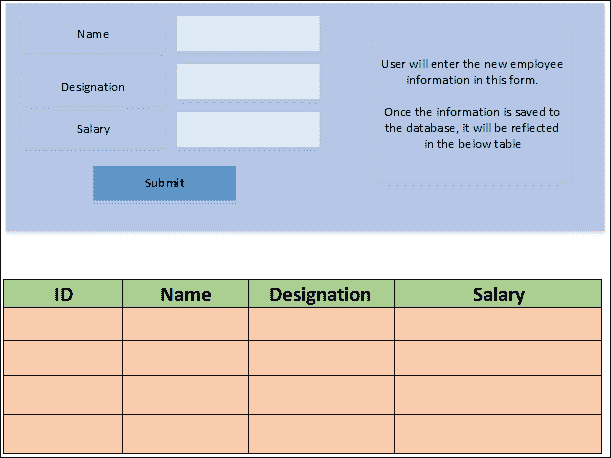 Name
Designation
Salary
Submit
User will enter the new employee
information in this form.
Once the information is saved to
the database, it will be reflected
in the below table
ID Name Designation Salary